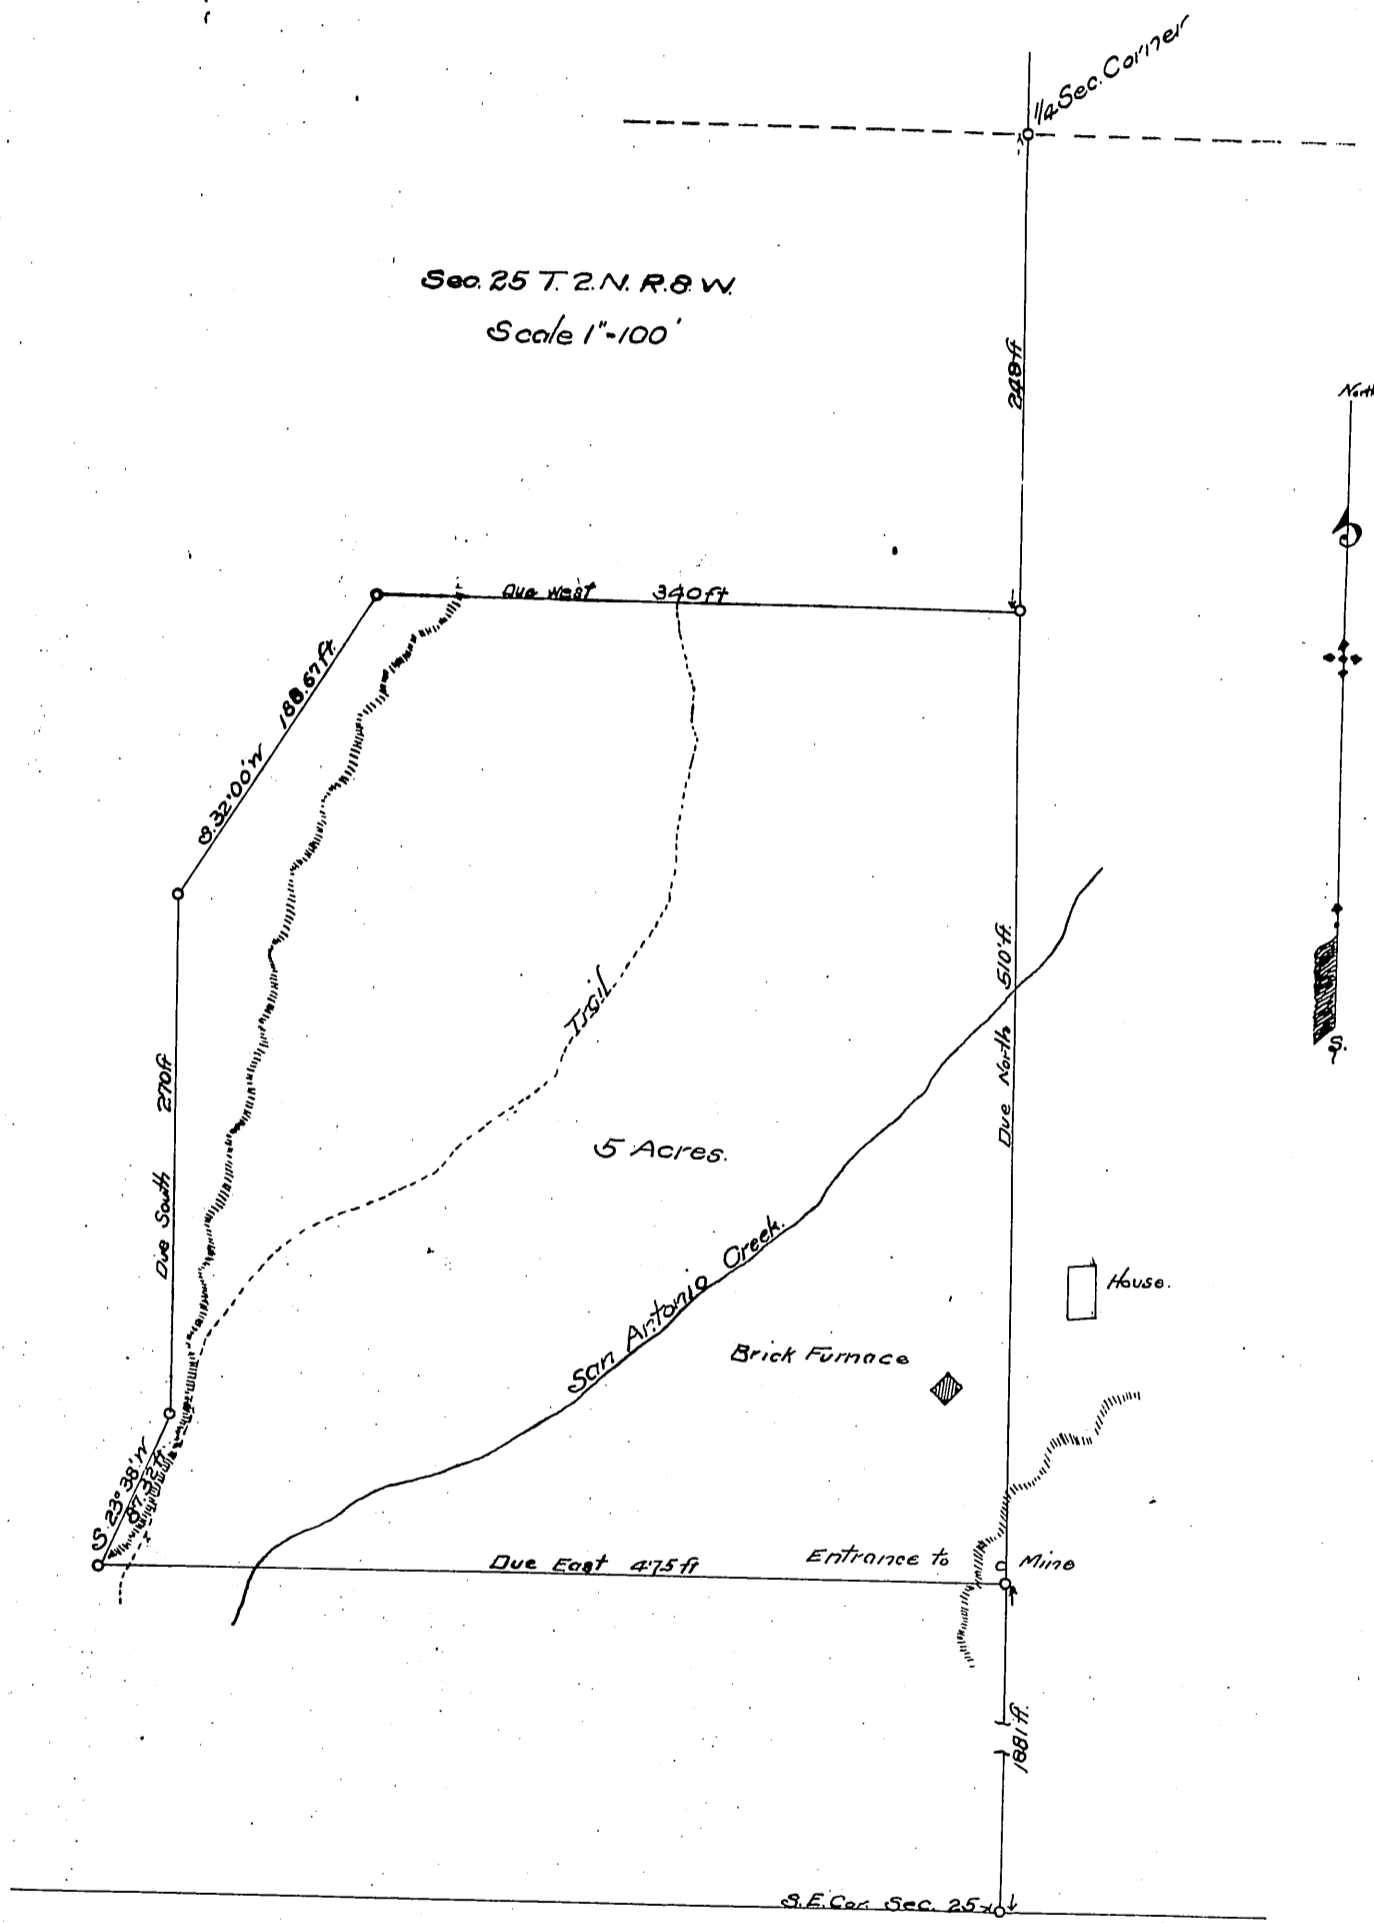 1/4 Sec. Corner
Sec. 25 T. 2. N. R. 8. W.
Scale 1"-100'
248 ft
North
Due West 340 ft
188.67 ft.
S. 32°00' W
Due North 510 ft.
Trail
270 ft
Due South
5 Acres.
S.
San Antonio Creek.
House.
Brick Furnace
S. 23° 38' W
87.32 ft.
Due East 475 ft
Entrance to Mine
1881 ft.
S. E. Cor. Sec. 25